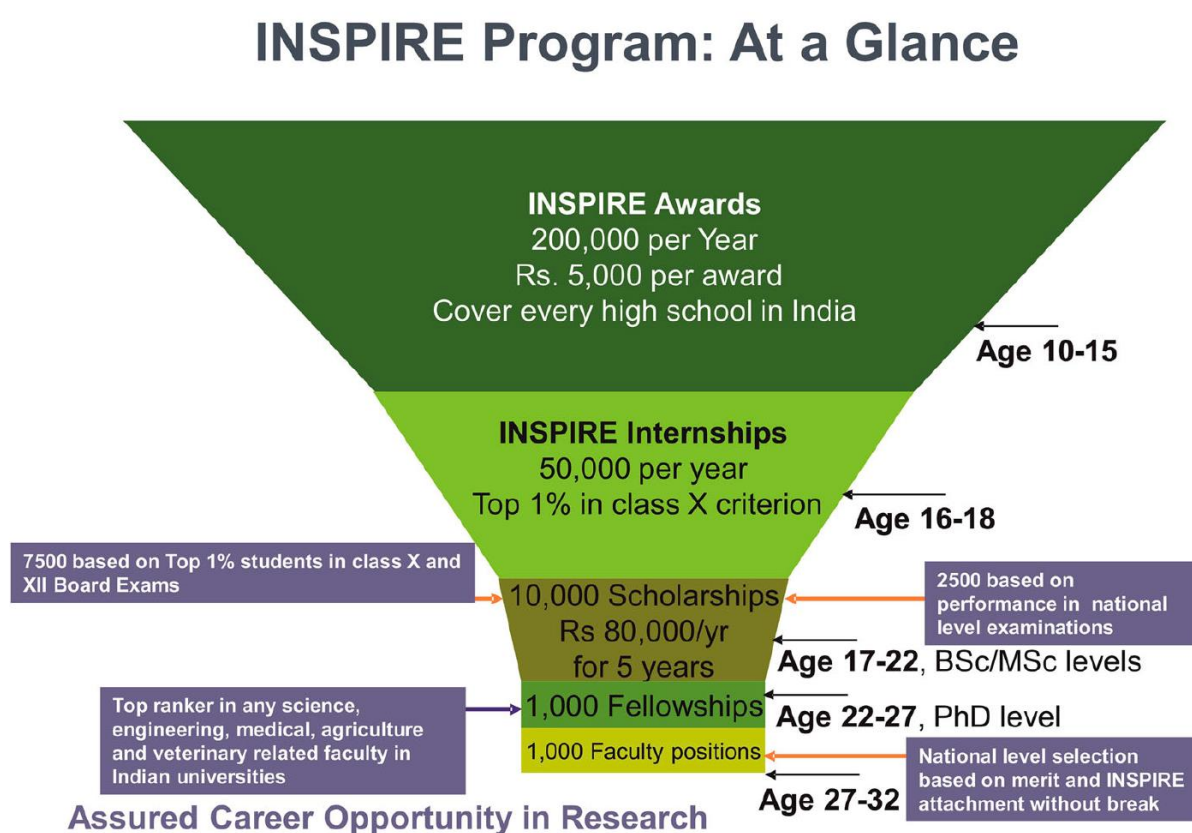 INSPIRE Program: At a Glance
INSPIRE Awards
200,000 per Year
Rs. 5,000 per award
Cover every high school in India
Age 10-15
INSPIRE Internships
50,000 per year
Top 1% in class X criterion
Age 16-18
7500 based on Top 1% students in class X and
XII Board Exams
10,000 Scholarships
Rs 80,000/yr
for 5 years
2500 based on
performance in national
level examinations
Age 17-22, BSc/MSc levels
Top ranker in any science,
engineering, medical, agriculture
and veterinary related faculty in
Indian universities
1,000 Fellowships
Age 22-27, PhD level
1,000 Faculty positions
National level selection
based on merit and INSPIRE
attachment without break
Age 27-32
Assured Career Opportunity in Research